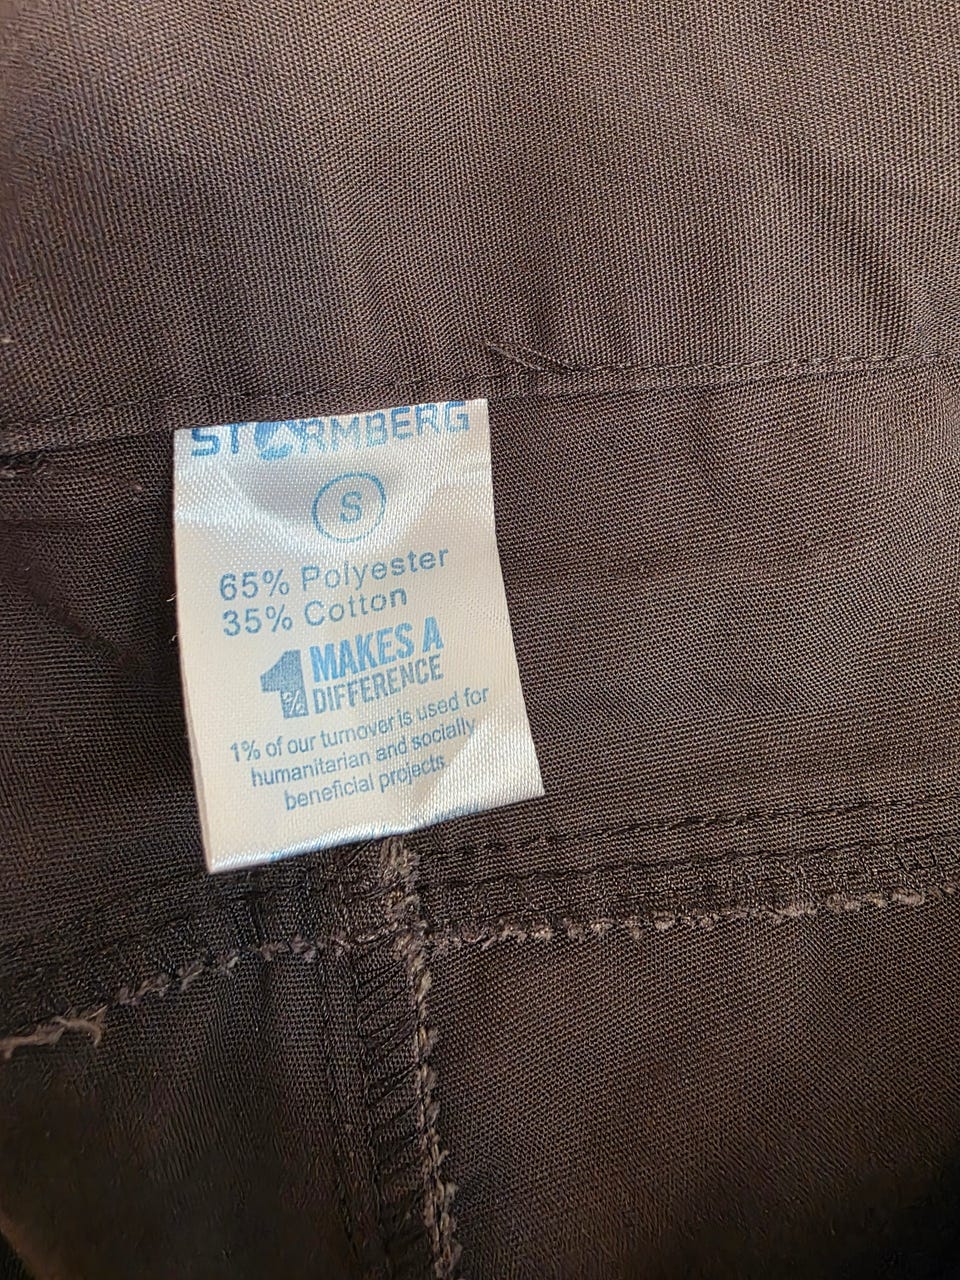 STORMBERG
S
65% Polyester
35% Cotton
1% MAKES A
DIFFERENCE
1% of our turnover is used for
humanitarian and socially
beneficial projects